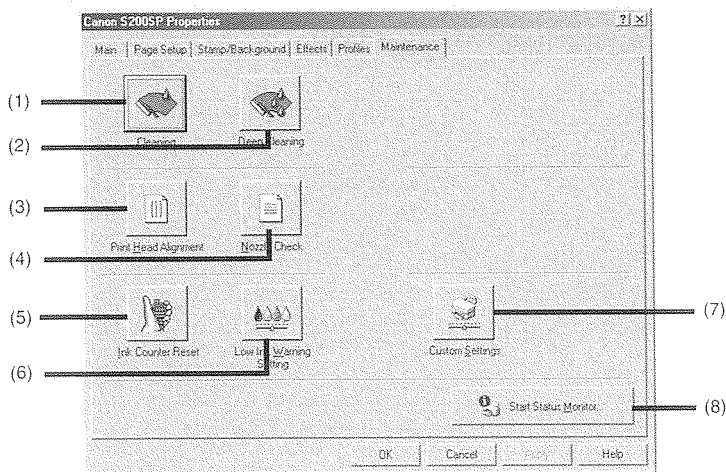 Canon S200SP Properties
Main Page Setup Stamp/Background Effects Profiles Maintenance
(1)
(2)
Cleaning Deep Cleaning
(3)
Print Head Alignment Nozzle Check
(4)
(5)
(7)
Ink Counter Reset Low Ink Warning Setting Custom Settings
(6)
Start Status Monitor...
(8)
OK Cancel Apply Help